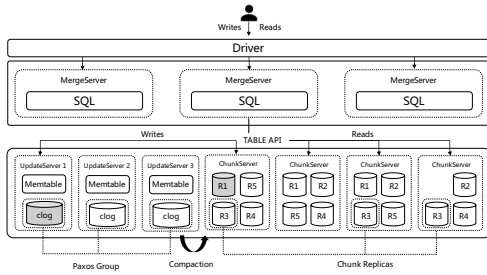 Writes Reads
Driver
MergeServer MergeServer MergeServer
SQL SQL SQL
TABLE API
Writes Reads
UpdateServer 1 UpdateServer 2 UpdateServer 3 ChunkServer ChunkServer ChunkServer ChunkServer
Memtable Memtable Memtable R1 R5 R1 R2 R1 R2 R2
clog clog clog R3 R4 R5 R4 R3 R5 R3 R4
Paxos Group Compaction Chunk Replicas